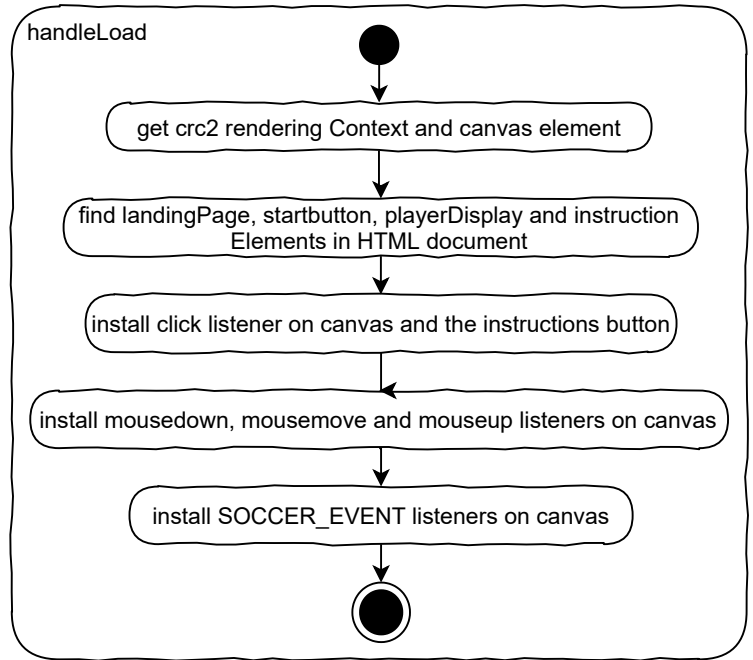 handleLoad
get crc2 rendering Context and canvas element
find landingPage, startbutton, playerDisplay and instruction
Elements in HTML document
install click listener on canvas and the instructions button
install mousedown, mousemove and mouseup listeners on canvas
install SOCCER_EVENT listeners on canvas